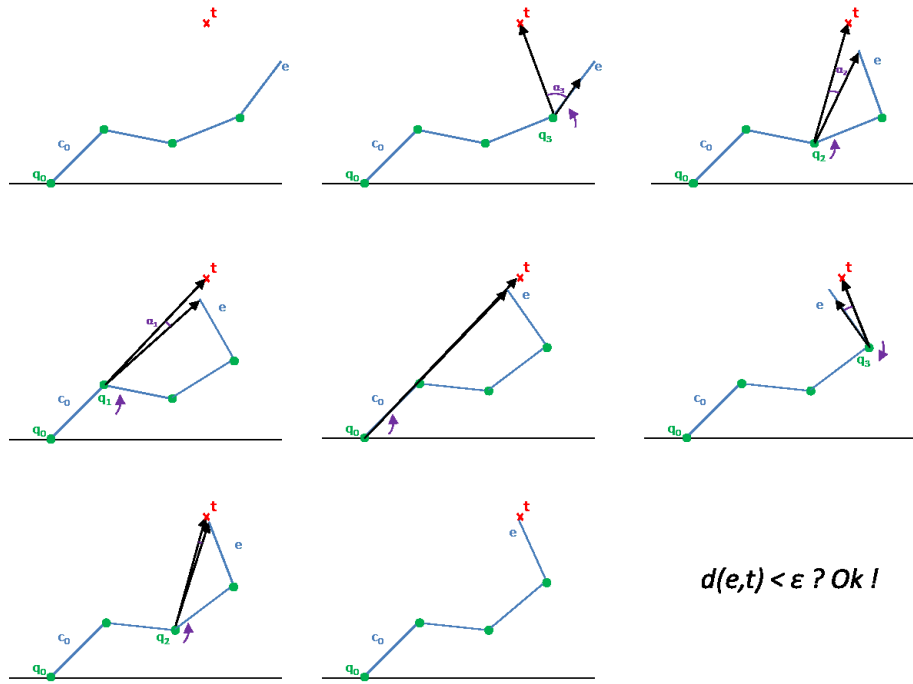 t
e
c₀
q₀
t
α₃
e
q₃
c₀
q₀
t
α₂
e
q₂
c₀
q₀
t
e
α₁
q₁
c₀
q₀
t
e
c₀
q₀
t
e
q₃
c₀
q₀
t
e
q₂
c₀
q₀
t
e
c₀
q₀
d(e,t) < ε ? Ok !